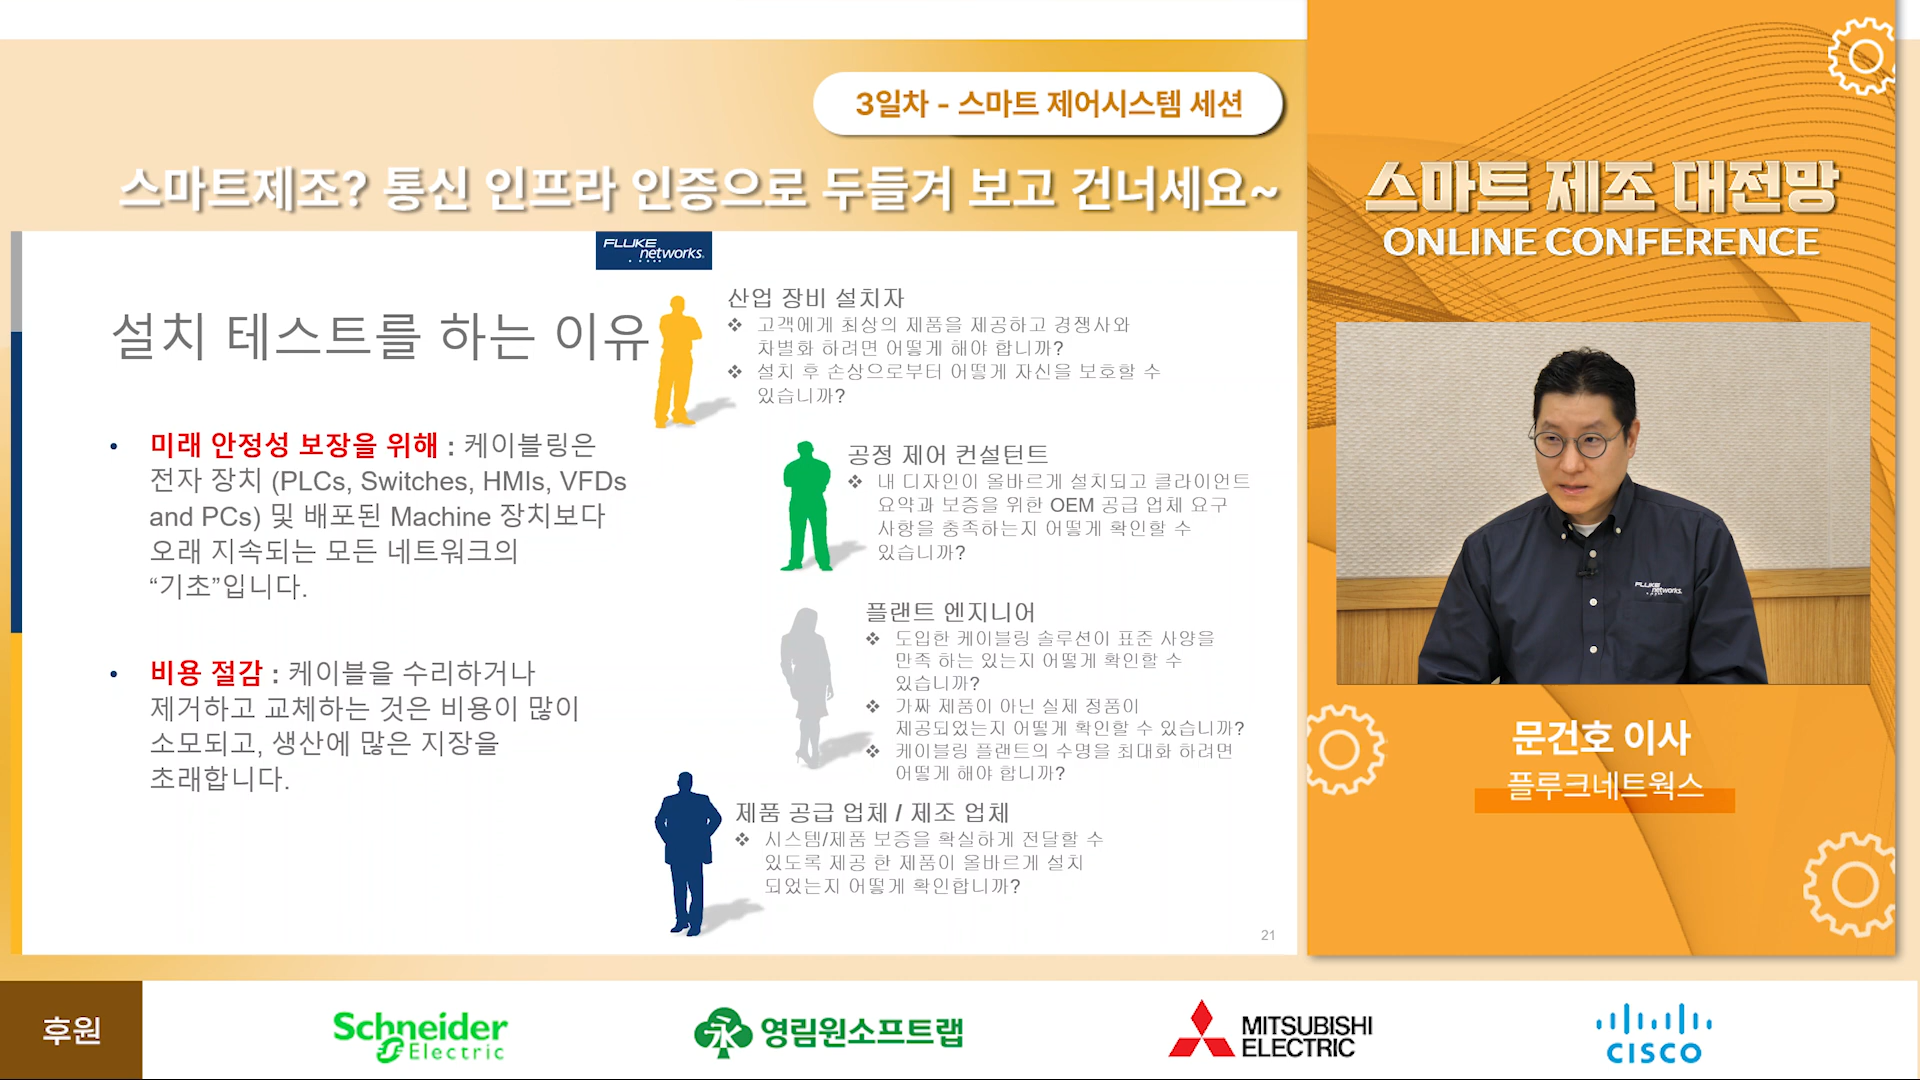 3일차 - 스마트 제어시스템 세션
스마트제조? 통신 인프라 인증으로 두들겨 보고 건너세요~
FLUKE
networks.
설치 테스트를 하는 이유
• 미래 안정성 보장을 위해 : 케이블링은
전자 장치 (PLCs, Switches, HMIs, VFDs
and PCs) 및 배포된 Machine 장치보다
오래 지속되는 모든 네트워크의
“기초”입니다.
• 비용 절감 : 케이블을 수리하거나
제거하고 교체하는 것은 비용이 많이
소모되고, 생산에 많은 지장을
초래합니다.
산업 장비 설치자
❖ 고객에게 최상의 제품을 제공하고 경쟁사와
차별화 하려면 어떻게 해야 합니까?
❖ 설치 후 손상으로부터 어떻게 자신을 보호할 수
있습니까?
공정 제어 컨설턴트
❖ 내 디자인이 올바르게 설치되고 클라이언트
요약과 보증을 위한 OEM 공급 업체 요구
사항을 충족하는지 어떻게 확인할 수
있습니까?
플랜트 엔지니어
❖ 도입한 케이블링 솔루션이 표준 사양을
만족 하는 있는지 어떻게 확인할 수
있습니까?
❖ 가짜 제품이 아닌 실제 정품이
제공되었는지 어떻게 확인할 수 있습니까?
❖ 케이블링 플랜트의 수명을 최대화 하려면
어떻게 해야 합니까?
제품 공급 업체 / 제조 업체
❖ 시스템/제품 보증을 확실하게 전달할 수
있도록 제공 한 제품이 올바르게 설치
되었는지 어떻게 확인합니까?
21
스마트 제조 대전망
ONLINE CONFERENCE
FLUKE
networks.
문건호 이사
플루크네트웍스
후원
Schneider
Electric
永 영림원소프트랩
MITSUBISHI
ELECTRIC
CISCO